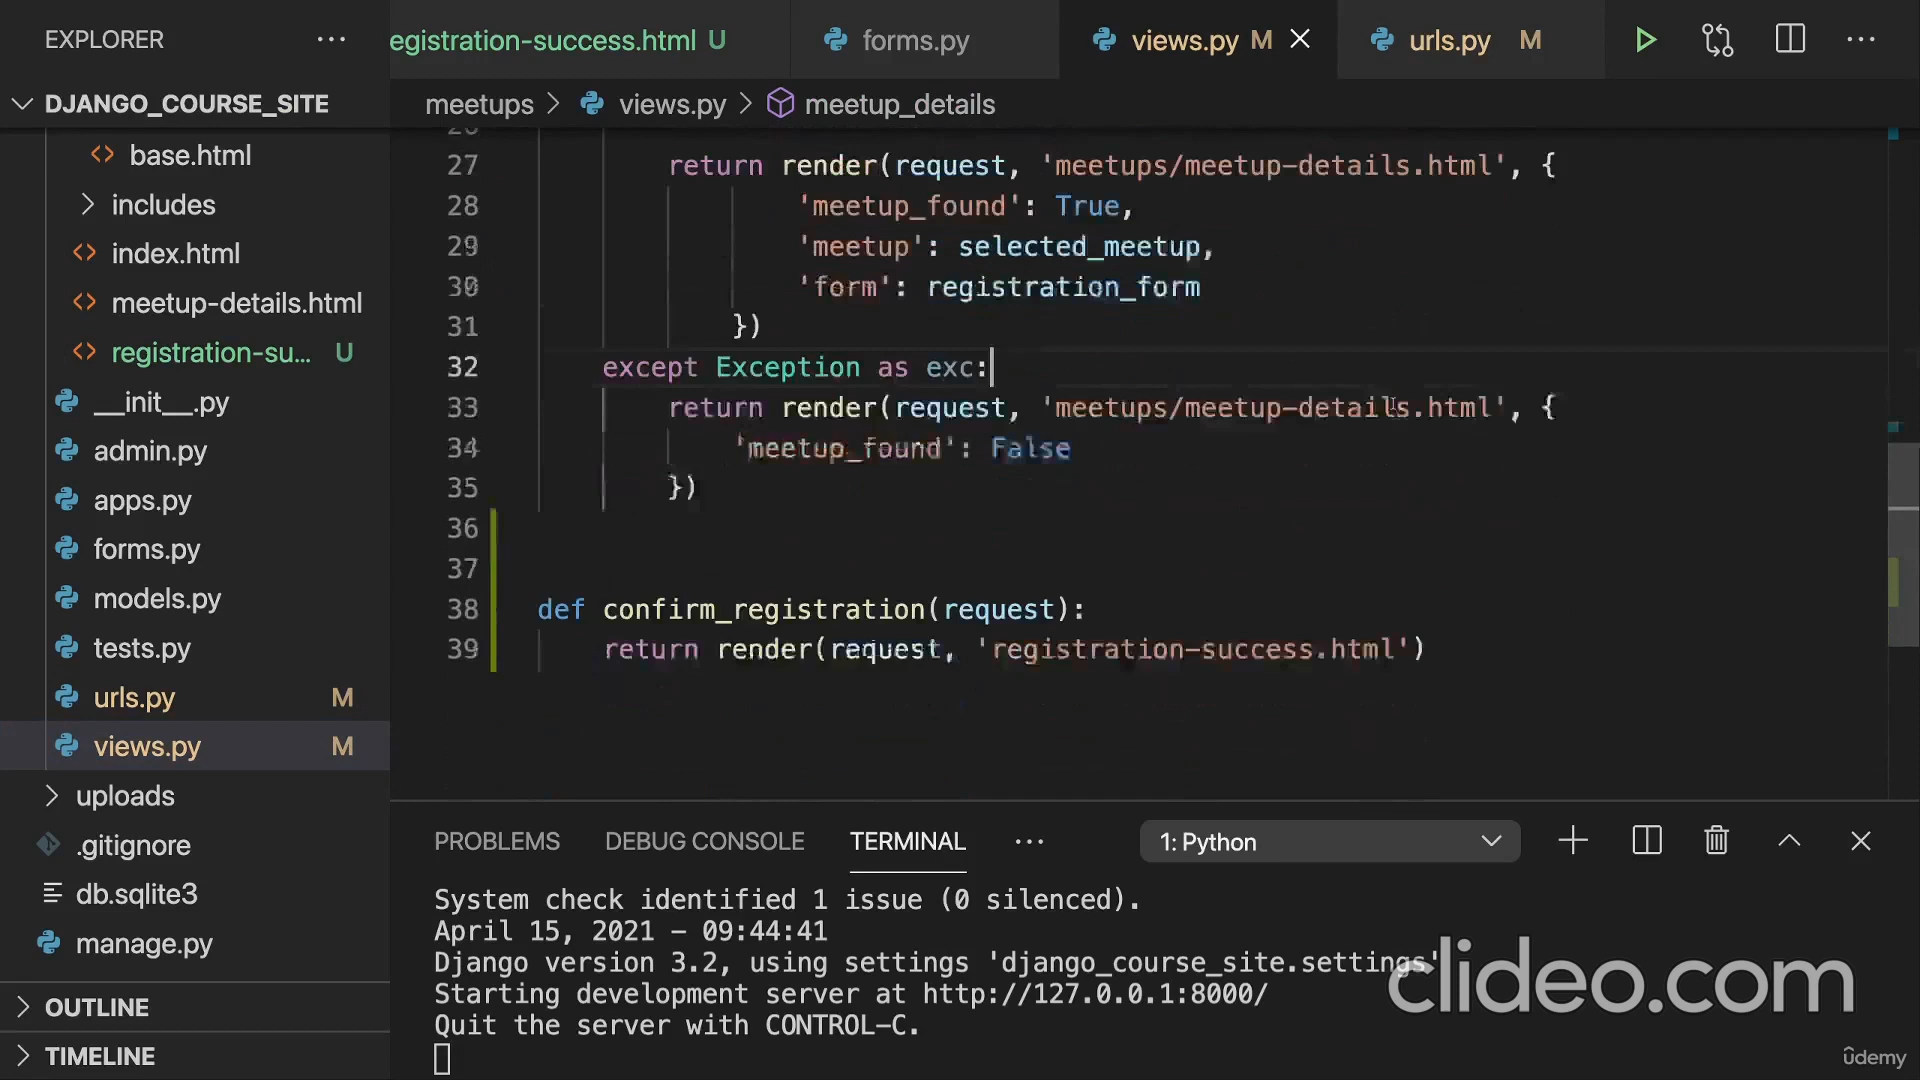 EXPLORER
egistration-success.html U
forms.py
views.py M
urls.py M
DJANGO_COURSE_SITE
meetups > views.py > meetup_details
base.html
includes
index.html
meetup-details.html
registration-su... U
__init__.py
admin.py
apps.py
forms.py
models.py
tests.py
urls.py M
views.py M
uploads
.gitignore
db.sqlite3
manage.py
OUTLINE
TIMELINE
27 return render(request, 'meetups/meetup-details.html', {
28 'meetup_found': True,
29 'meetup': selected_meetup,
30 'form': registration_form
31 })
32 except Exception as exc:
33 return render(request, 'meetups/meetup-details.html', {
34 'meetup_found': False
35 })
36
37
38 def confirm_registration(request):
39 return render(request, 'registration-success.html')
PROBLEMS DEBUG CONSOLE TERMINAL ... 1: Python
System check identified 1 issue (0 silenced).
April 15, 2021 - 09:44:41
Django version 3.2, using settings 'django_course_site.settings'
Starting development server at http://127.0.0.1:8000/
Quit the server with CONTROL-C.
clideo.com
ûdemy